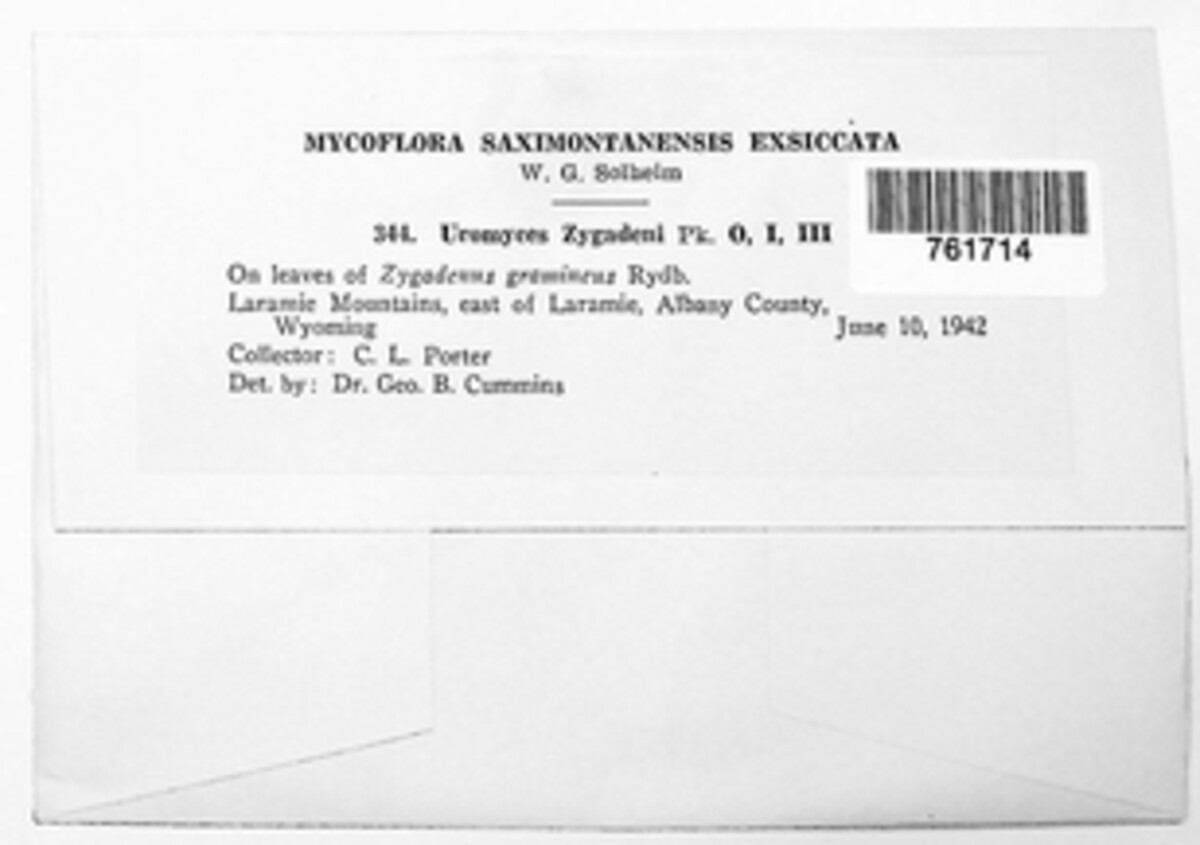 MYCOFLORA SAXIMONTANENSIS EXSICCATA
W. G. Solheim
344. Uromyces Zygadeni Pk. O, I, III
761714
On leaves of Zygadenus gramineus Rydb.
Laramie Mountains, east of Laramie, Albany County,
Wyoming
June 10, 1942
Collector: C. L. Porter
Det. by: Dr. Geo. B. Cummins